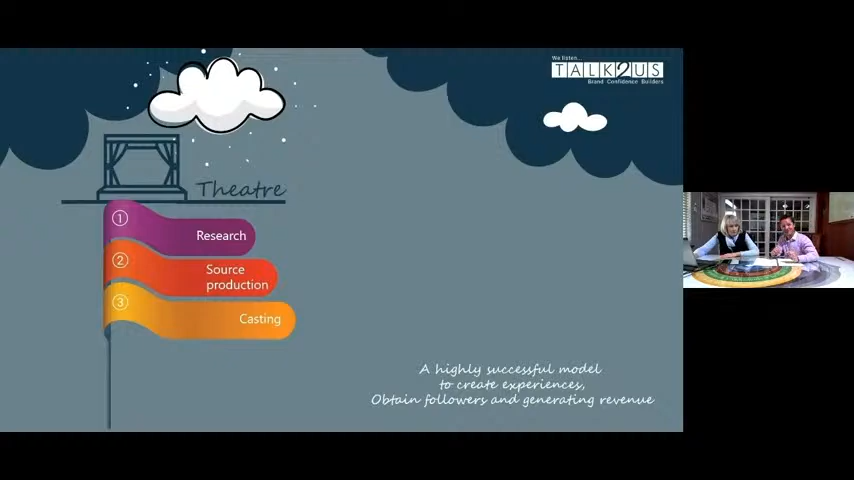 We listen...
TALK2US
Brand Confidence Builders
Theatre
1
Research
2
Source
production
3
Casting
A highly successful model
to create experiences,
Obtain followers and generating revenue